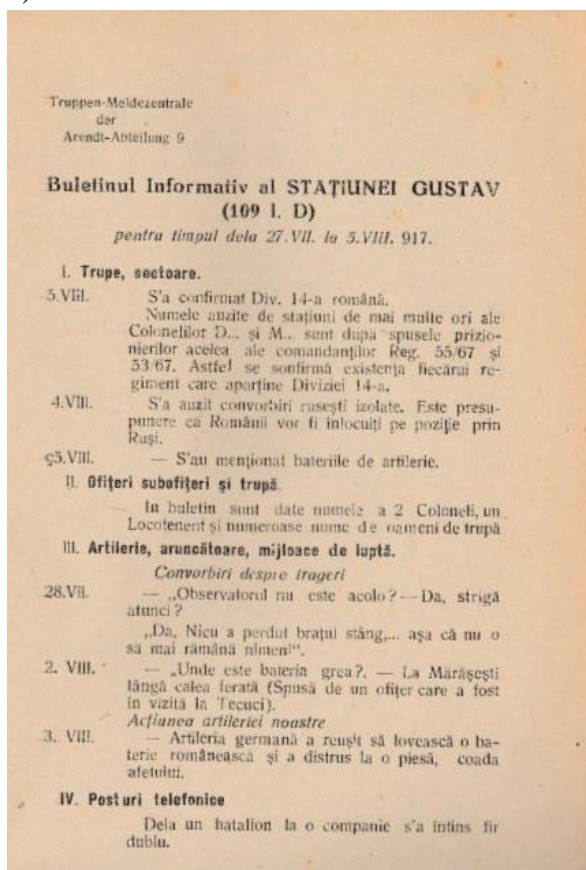 Truppen-Meldezentrale
der
Arendt-Abteilung 9
Buletinul Informativ al STAȚIUNEI GUSTAV
(109 I. D)
pentru timpul dela 27.VII. la 5.VIII. 917.
I. Trupe, sectoare.
5.VIII. S'a confirmat Div. 14-a română.
Numele auzite de stațiuni de mai multe ori ale
Colonelilor D... și M... sunt după spusele prizio-
nierilor acelea ale comandanților Reg. 55/67 și
53/67. Astfel se sonfirmă existența fiecărui re-
giment care aparține Diviziei 14-a.
4.VIII. S'a auzit convorbiri rusești izolate. Este presu-
punere că Românii vor fi înlocuiți pe poziție prin
Ruși.
ç5.VIII. — S'au menționat bateriile de artilerie.
II. Ofițeri subofițeri și trupă.
In buletin sunt date numele a 2 Coloneli, un
Locotenent și numeroase nume de oameni de trupă
III. Artilerie, aruncătoare, mijloace de luptă.
Convorbiri despre trageri
28.VII. — „Observatorul nu este acolo? — Da, strigă
atunci?
„Da, Nicu a perdut brațul stâng,... așa că nu o
să mai rămână nimeni“.
2. VIII. — „Unde este bateria grea?. — La Mărășești
lângă calea ferată (Spusă de un ofițer care a fost
in vizită la Tecuci).
Acțiunea artileriei noastre
3. VIII. — Artileria germană a reușit să lovească o ba-
terie românească și a distrus la o piesă, coada
afetului.
IV. Posturi telefonice
Dela un batalion la o companie s'a întins fir
dublu.